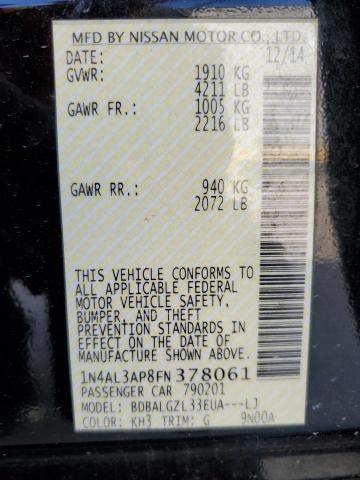 MFD BY NISSAN MOTOR CO., LTD.
DATE: 12/14
GVWR: 1910 KG
4211 LB
GAWR FR.: 1005 KG
2216 LB
GAWR RR.: 940 KG
2072 LB
THIS VEHICLE CONFORMS TO
ALL APPLICABLE FEDERAL
MOTOR VEHICLE SAFETY,
BUMPER, AND THEFT
PREVENTION STANDARDS
IN EFFECT ON THE DATE OF
MANUFACTURE SHOWN ABOVE.
1N4AL3AP8FN378061
PASSENGER CAR 790201
MODEL: BDBALGZL33EUA---LJ
COLOR: KH3 TRIM: G 9N00A